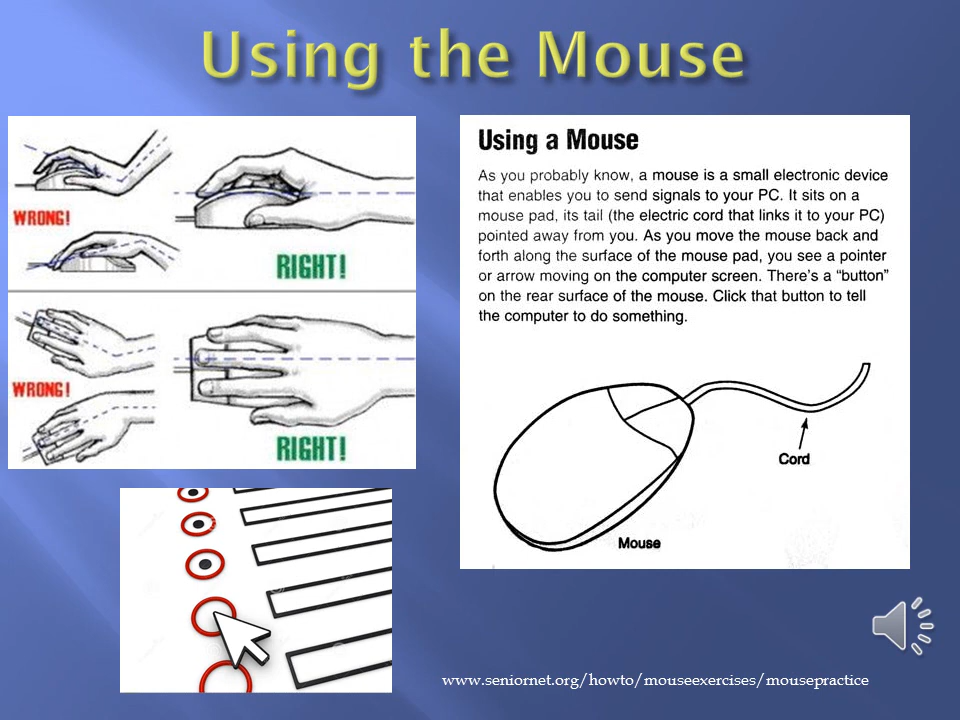 Using the Mouse
WRONG!
RIGHT!
WRONG!
RIGHT!
Using a Mouse
As you probably know, a mouse is a small electronic device
that enables you to send signals to your PC. It sits on a
mouse pad, its tail (the electric cord that links it to your PC)
pointed away from you. As you move the mouse back and
forth along the surface of the mouse pad, you see a pointer
or arrow moving on the computer screen. There's a “button”
on the rear surface of the mouse. Click that button to tell
the computer to do something.
Cord
Mouse
www.seniornet.org/howto/mouseexercises/mousepractice